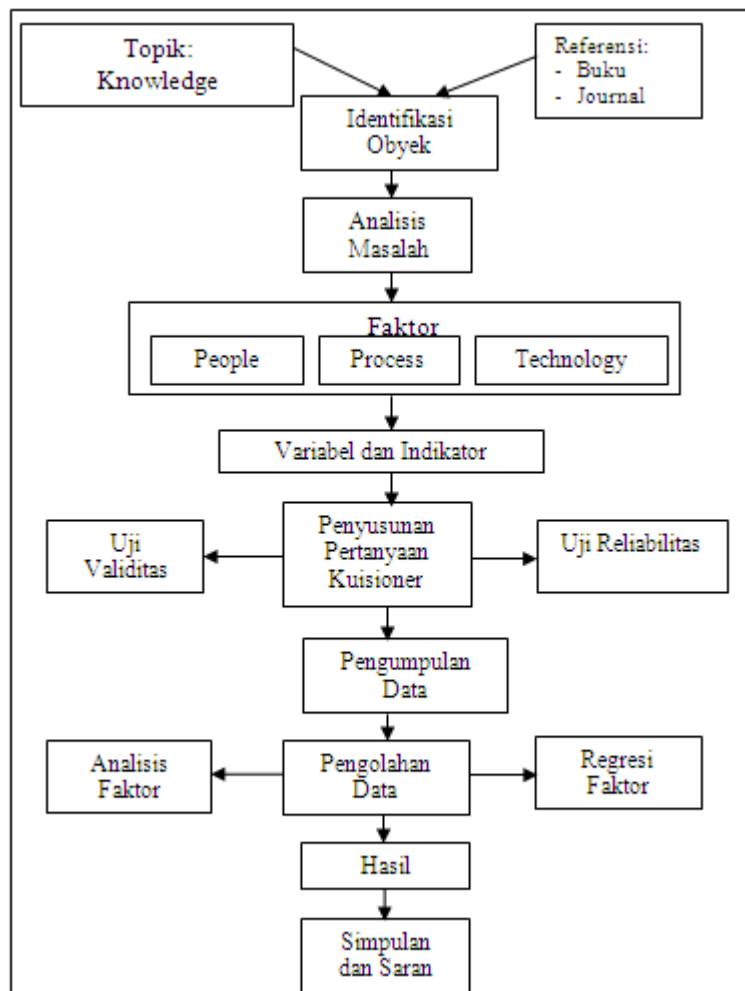 Topik:
Knowledge
Referensi:
- Buku
- Journal
Identifikasi
Obyek
Analisis
Masalah
Faktor
People
Process
Technology
Variabel dan Indikator
Uji
Validitas
Penyusunan
Pertanyaan
Kuisioner
Uji Reliabilitas
Pengumpulan
Data
Analisis
Faktor
Pengolahan
Data
Regresi
Faktor
Hasil
Simpulan
dan Saran